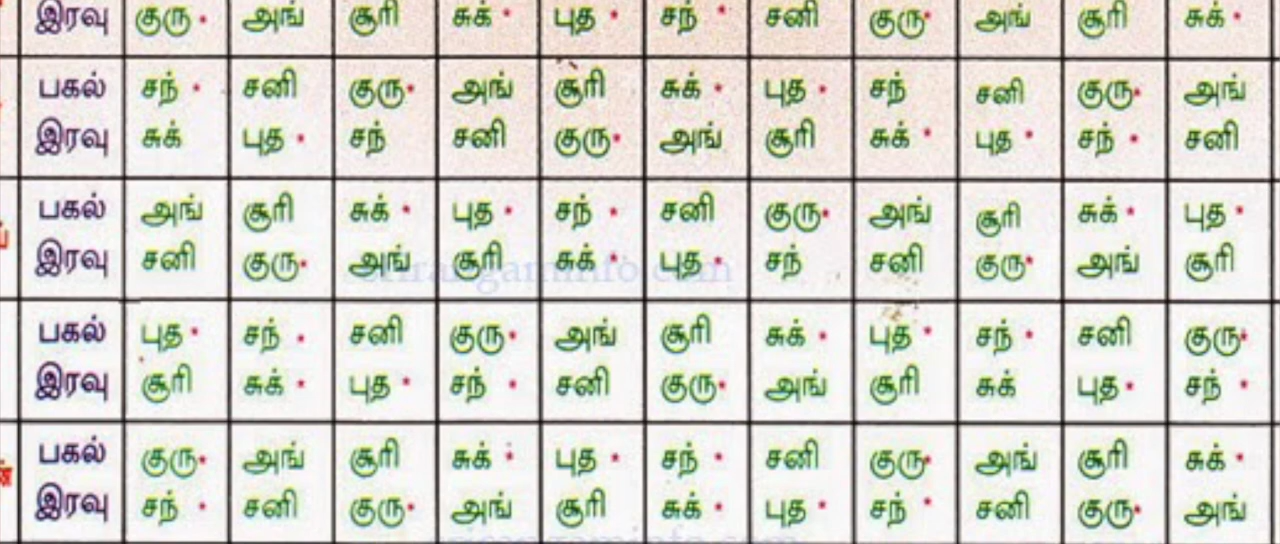 இரவு குரு * அங் சூரி சுக் * புத * சந் * சனி குரு * அங் சூரி சுக் *
பகல் சந் * சனி குரு * அங் சூரி சுக் * புத * சந் சனி குரு * அங்
இரவு சுக் புத * சந் சனி குரு * அங் சூரி சுக் * புத * சந் * சனி
பகல் அங் சூரி சுக் * புத * சந் * சனி குரு * அங் சூரி சுக் * புத *
இரவு சனி குரு * அங் சூரி சுக் * புத * சந் சனி குரு * அங் சூரி
srirangaminfo.com
பகல் புத * சந் * சனி குரு * அங் சூரி சுக் * புத * சந் * சனி குரு *
இரவு சூரி சுக் * புத * சந் * சனி குரு * அங் சூரி சுக் புத * சந் *
பகல் குரு * அங் சூரி சுக் * புத * சந் * சனி குரு * அங் சூரி சுக் *
இரவு சந் * சனி குரு * அங் சூரி சுக் * புத * சந் * சனி குரு * அங்